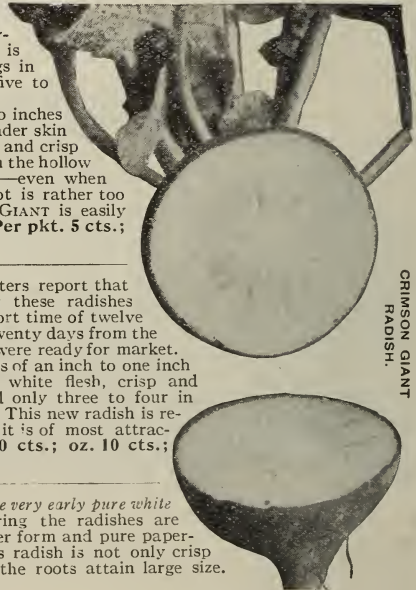 r-
is
gs in
ive to
o inches
nder skin
and crisp
n the hollow
—even when
ot is rather too
GIANT is easily
Per pkt. 5 cts.;
ters report that
these radishes
ort time of twelve
wenty days from the
were ready for market.
s of an inch to one inch
white flesh, crisp and
l only three to four in
This new radish is re-
it is of most attrac-
0 cts.; oz. 10 cts.;
e very early pure white
ring the radishes are
er form and pure paper-
s radish is not only crisp
the roots attain large size.
CRIMSON GIANT
RADISH.